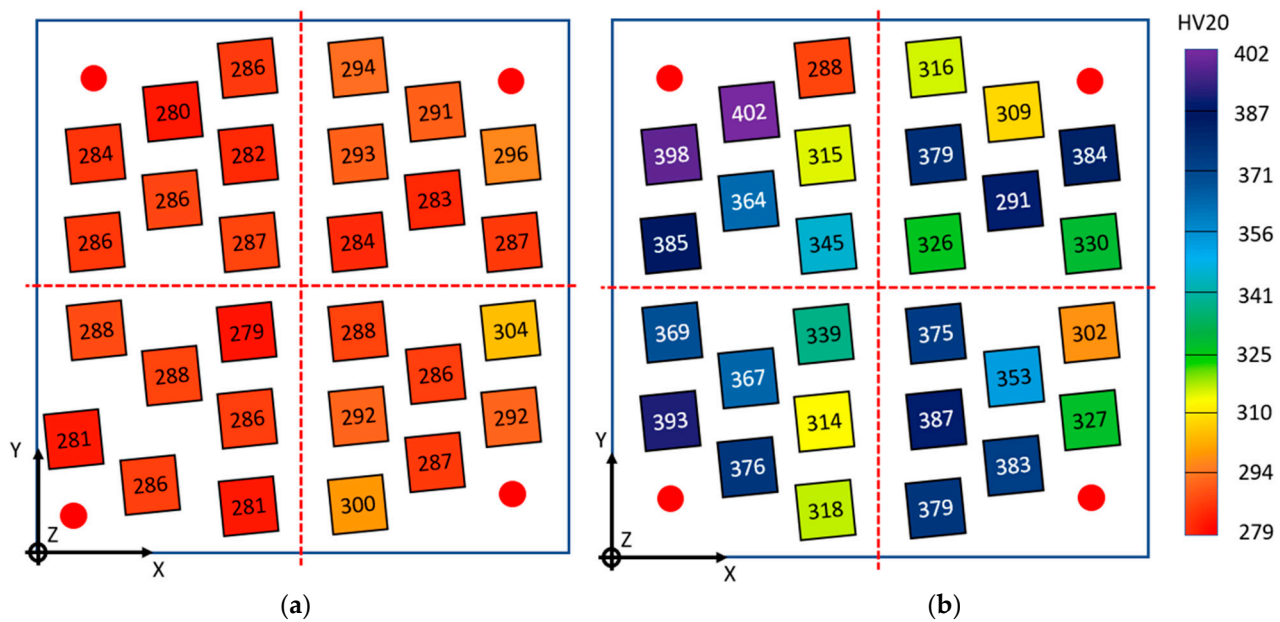 HV20
286 294 288 316 402
280 291 402 309 387
284 282 293 296 398 315 379 384 371
286 283 364 291 356
286 287 284 287 385 345 326 330
341
288 279 288 304 369 339 375 302 325
288 286 367 353
281 286 292 292 393 314 387 327 310
Y Y
286 287 376 383 294
281 300 318 379
Z Z 279
X X
(a) (b)